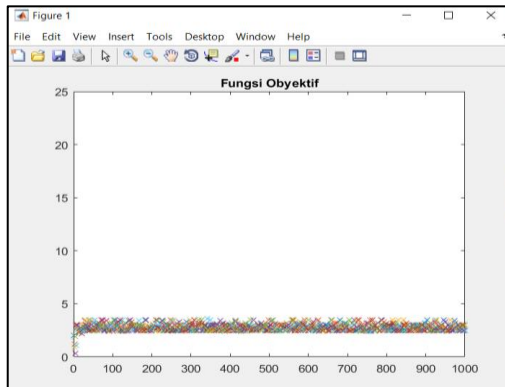 Figure 1
File Edit View Insert Tools Desktop Window Help
Fungsi Obyektif
25
20
15
10
5
0
0 100 200 300 400 500 600 700 800 900 1000